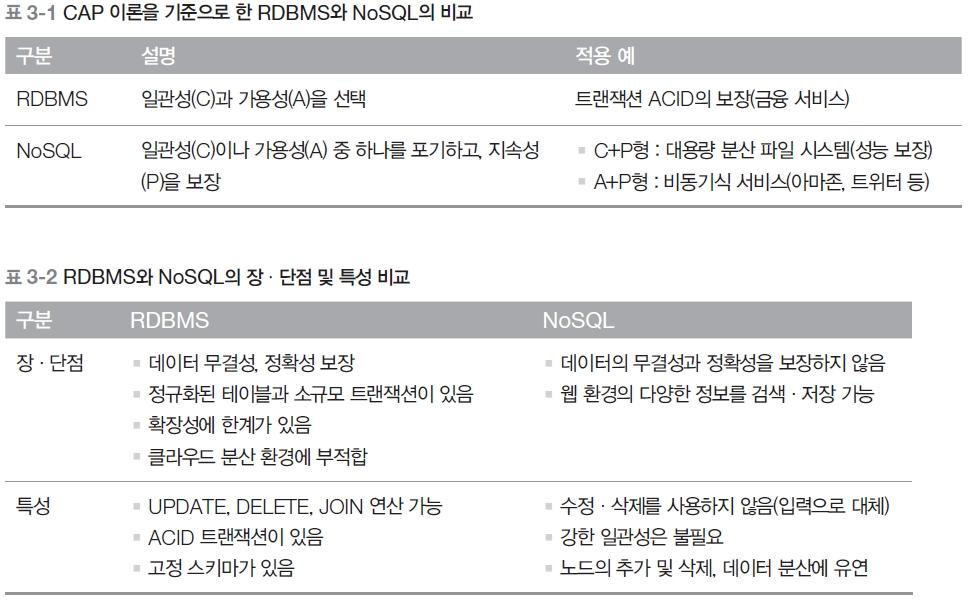 표 3-1 CAP 이론을 기준으로 한 RDBMS와 NoSQL의 비교
구분 설명 적용 예
RDBMS 일관성(C)과 가용성(A)을 선택 트랜잭션 ACID의 보장(금융 서비스)
NoSQL 일관성(C)이나 가용성(A) 중 하나를 포기하고, 지속성 ▪ C+P형 : 대용량 분산 파일 시스템(성능 보장)
(P)을 보장 ▪ A+P형 : 비동기식 서비스(아마존, 트위터 등)
표 3-2 RDBMS와 NoSQL의 장 · 단점 및 특성 비교
구분 RDBMS NoSQL
장 · 단점 ▪ 데이터 무결성, 정확성 보장 ▪ 데이터의 무결성과 정확성을 보장하지 않음
▪ 정규화된 테이블과 소규모 트랜잭션이 있음 ▪ 웹 환경의 다양한 정보를 검색 · 저장 가능
▪ 확장성에 한계가 있음
▪ 클라우드 분산 환경에 부적합
특성 ▪ UPDATE, DELETE, JOIN 연산 가능 ▪ 수정 · 삭제를 사용하지 않음(입력으로 대체)
▪ ACID 트랜잭션이 있음 ▪ 강한 일관성은 불필요
▪ 고정 스키마가 있음 ▪ 노드의 추가 및 삭제, 데이터 분산에 유연